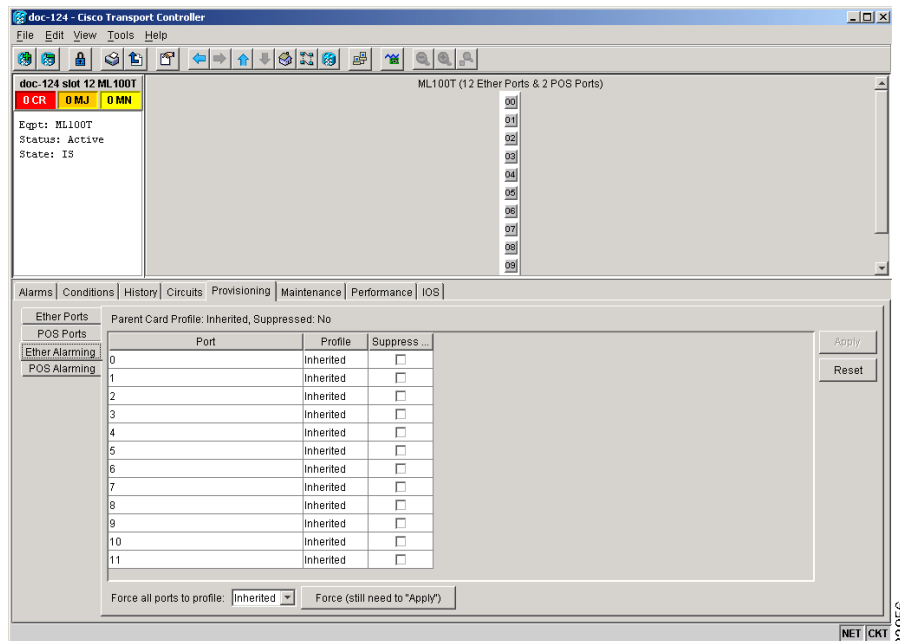 doc-124 - Cisco Transport Controller
File Edit View Tools Help
doc-124 slot 12 ML100T
0 CR 0 MJ 0 MN
Eqpt: ML100T
Status: Active
State: IS
ML100T (12 Ether Ports & 2 POS Ports)
00
01
02
03
04
05
06
07
08
09
Alarms Conditions History Circuits Provisioning Maintenance Performance IOS
Ether Ports
POS Ports
Ether Alarming
POS Alarming
Parent Card Profile: Inherited, Suppressed: No
Port Profile Suppress ...
0 Inherited
1 Inherited
2 Inherited
3 Inherited
4 Inherited
5 Inherited
6 Inherited
7 Inherited
8 Inherited
9 Inherited
10 Inherited
11 Inherited
Apply
Reset
Force all ports to profile: Inherited Force (still need to "Apply")
NET CKT